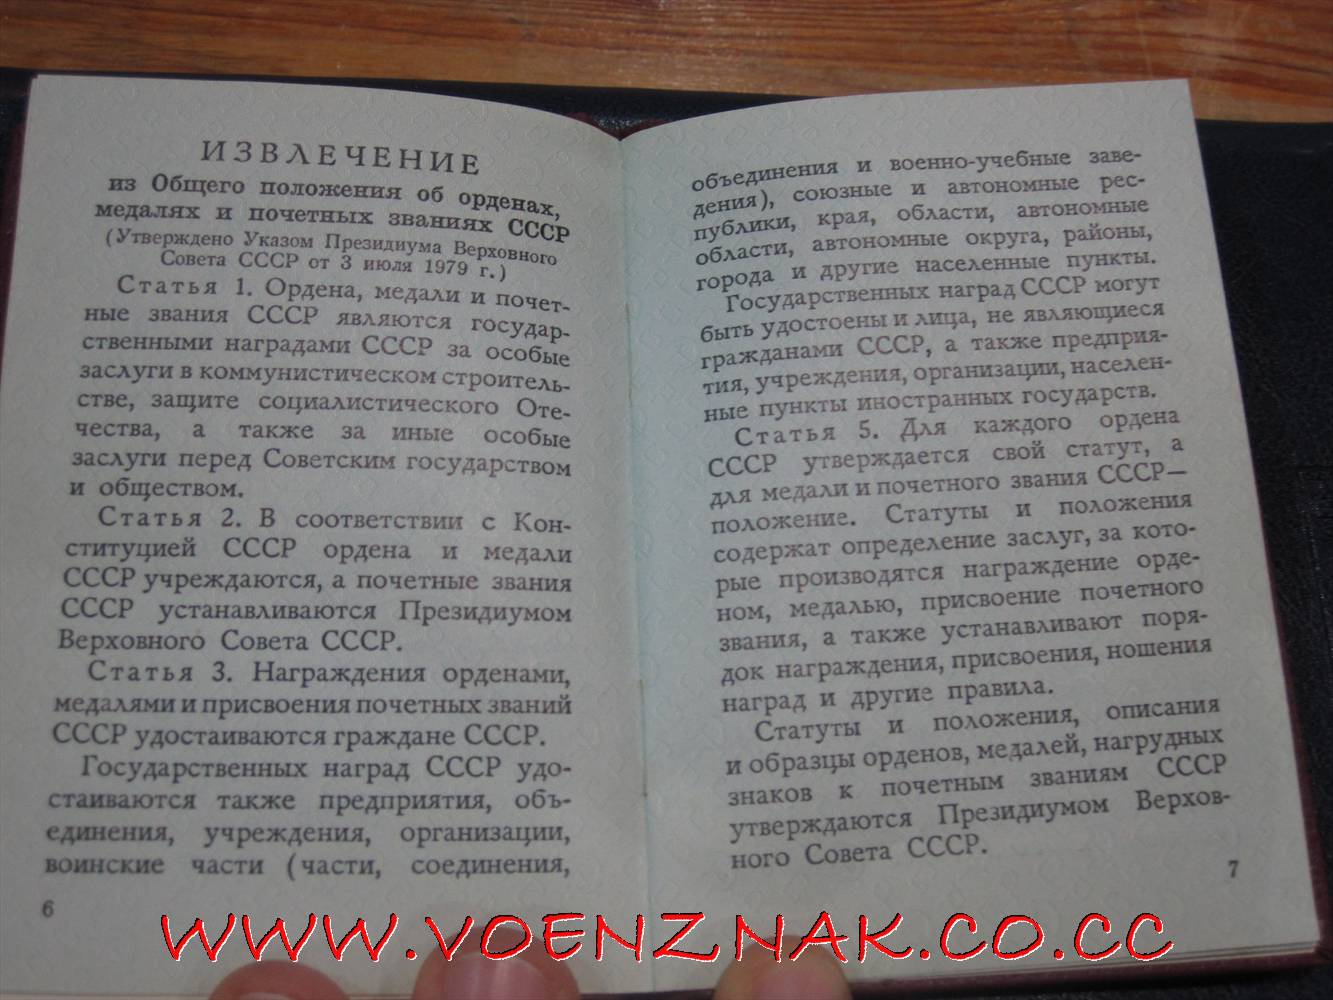 ИЗВЛЕЧЕНИЕ
из Общего положения об орденах,
медалях и почетных званиях СССР
(Утверждено Указом Президиума Верховного
Совета СССР от 3 июля 1979 г.)
Статья 1. Ордена, медали и почет-
ные звания СССР являются государ-
ственными наградами СССР за особые
заслуги в коммунистическом строитель-
стве, защите социалистического Оте-
чества, а также за иные особые
заслуги перед Советским государством
и обществом.
Статья 2. В соответствии с Кон-
ституцией СССР ордена и медали
СССР учреждаются, а почетные звания
СССР устанавливаются Президиумом
Верховного Совета СССР.
Статья 3. Награждения орденами,
медалями и присвоения почетных званий
СССР удостаиваются граждане СССР.
Государственных наград СССР удо-
стаиваются также предприятия, объ-
единения, учреждения, организации,
воинские части (части, соединения,
6
объединения и военно-учебные заве-
дения), союзные и автономные рес-
публики, края, области, автономные
области, автономные округа, районы,
города и другие населенные пункты.
Государственных наград СССР могут
быть удостоены и лица, не являющиеся
гражданами СССР, а также предприя-
тия, учреждения, организации, населен-
ные пункты иностранных государств.
Статья 5. Для каждого ордена
СССР утверждается свой статут, а
для медали и почетного звания СССР—
положение. Статуты и положения
содержат определение заслуг, за кото-
рые производятся награждение орде-
ном, медалью, присвоение почетного
звания, а также устанавливают поря-
док награждения, присвоения, ношения
наград и другие правила.
Статуты и положения, описания
и образцы орденов, медалей, нагрудных
знаков к почетным званиям СССР
утверждаются Президиумом Верхов-
ного Совета СССР.
7
WWW.VOENZNAK.CO.CC